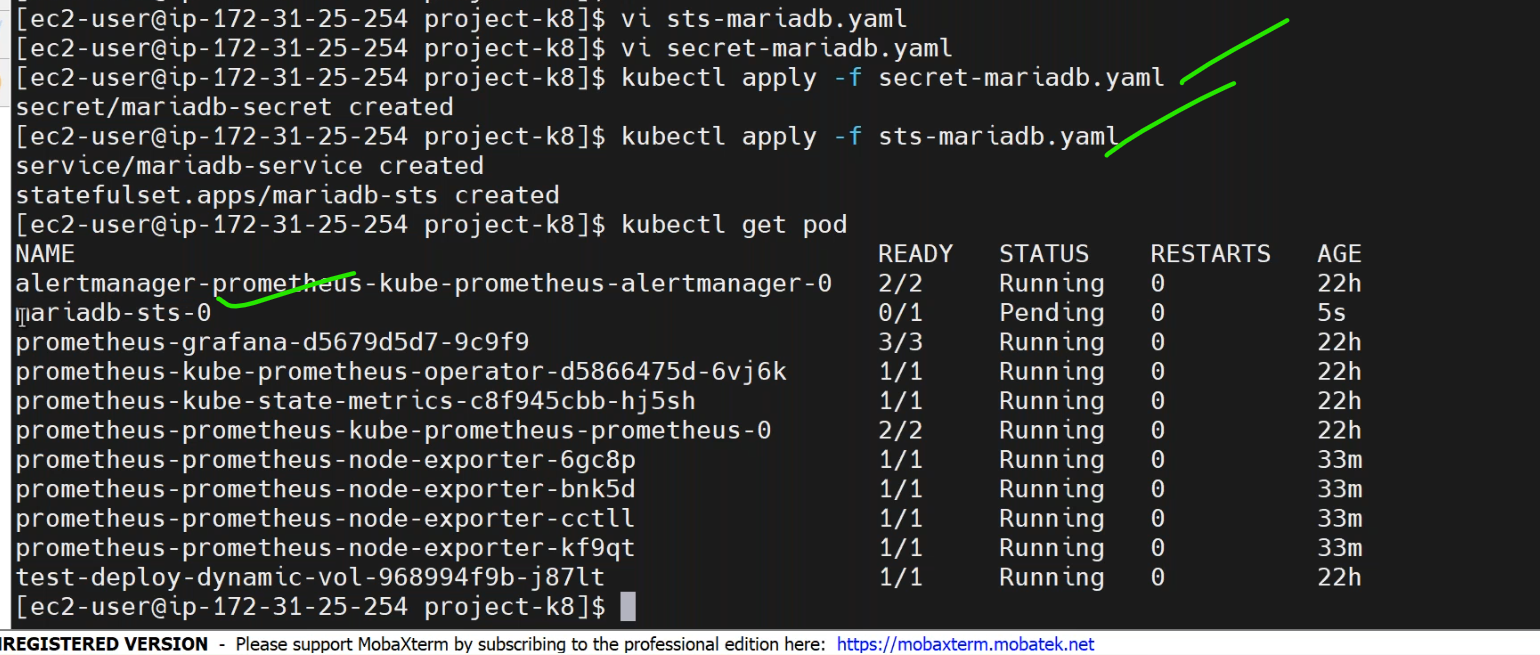 [ec2-user@ip-172-31-25-254 project-k8]$ vi sts-mariadb.yaml
[ec2-user@ip-172-31-25-254 project-k8]$ vi secret-mariadb.yaml
[ec2-user@ip-172-31-25-254 project-k8]$ kubectl apply -f secret-mariadb.yaml
secret/mariadb-secret created
[ec2-user@ip-172-31-25-254 project-k8]$ kubectl apply -f sts-mariadb.yaml
service/mariadb-service created
statefulset.apps/mariadb-sts created
[ec2-user@ip-172-31-25-254 project-k8]$ kubectl get pod
NAME READY STATUS RESTARTS AGE
alertmanager-prometheus-kube-prometheus-alertmanager-0 2/2 Running 0 22h
mariadb-sts-0 0/1 Pending 0 5s
prometheus-grafana-d5679d5d7-9c9f9 3/3 Running 0 22h
prometheus-kube-prometheus-operator-d5866475d-6vj6k 1/1 Running 0 22h
prometheus-kube-state-metrics-c8f945cbb-hj5sh 1/1 Running 0 22h
prometheus-prometheus-kube-prometheus-prometheus-0 2/2 Running 0 22h
prometheus-prometheus-node-exporter-6gc8p 1/1 Running 0 33m
prometheus-prometheus-node-exporter-bnk5d 1/1 Running 0 33m
prometheus-prometheus-node-exporter-cctll 1/1 Running 0 33m
prometheus-prometheus-node-exporter-kf9qt 1/1 Running 0 33m
test-deploy-dynamic-vol-968994f9b-j87lt 1/1 Running 0 22h
[ec2-user@ip-172-31-25-254 project-k8]$
NREGISTERED VERSION - Please support MobaXterm by subscribing to the professional edition here: https://mobaxterm.mobatek.net